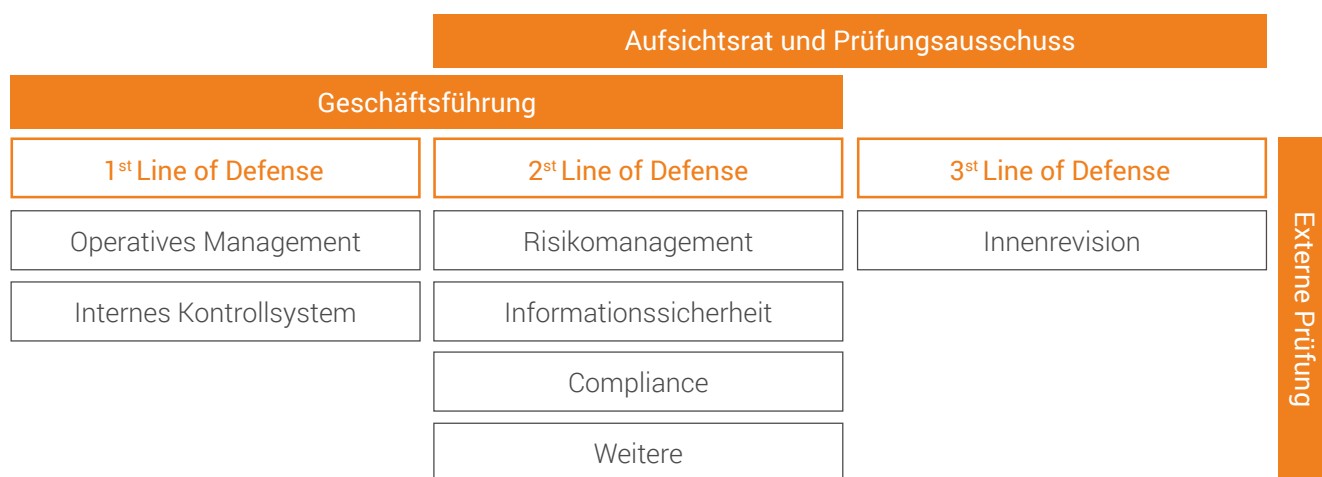 Aufsichtsrat und Prüfungsausschuss
Geschäftsführung
1st Line of Defense
2st Line of Defense
3st Line of Defense
Operatives Management
Risikomanagement
Innenrevision
Internes Kontrollsystem
Informationssicherheit
Compliance
Weitere
Externe Prüfung